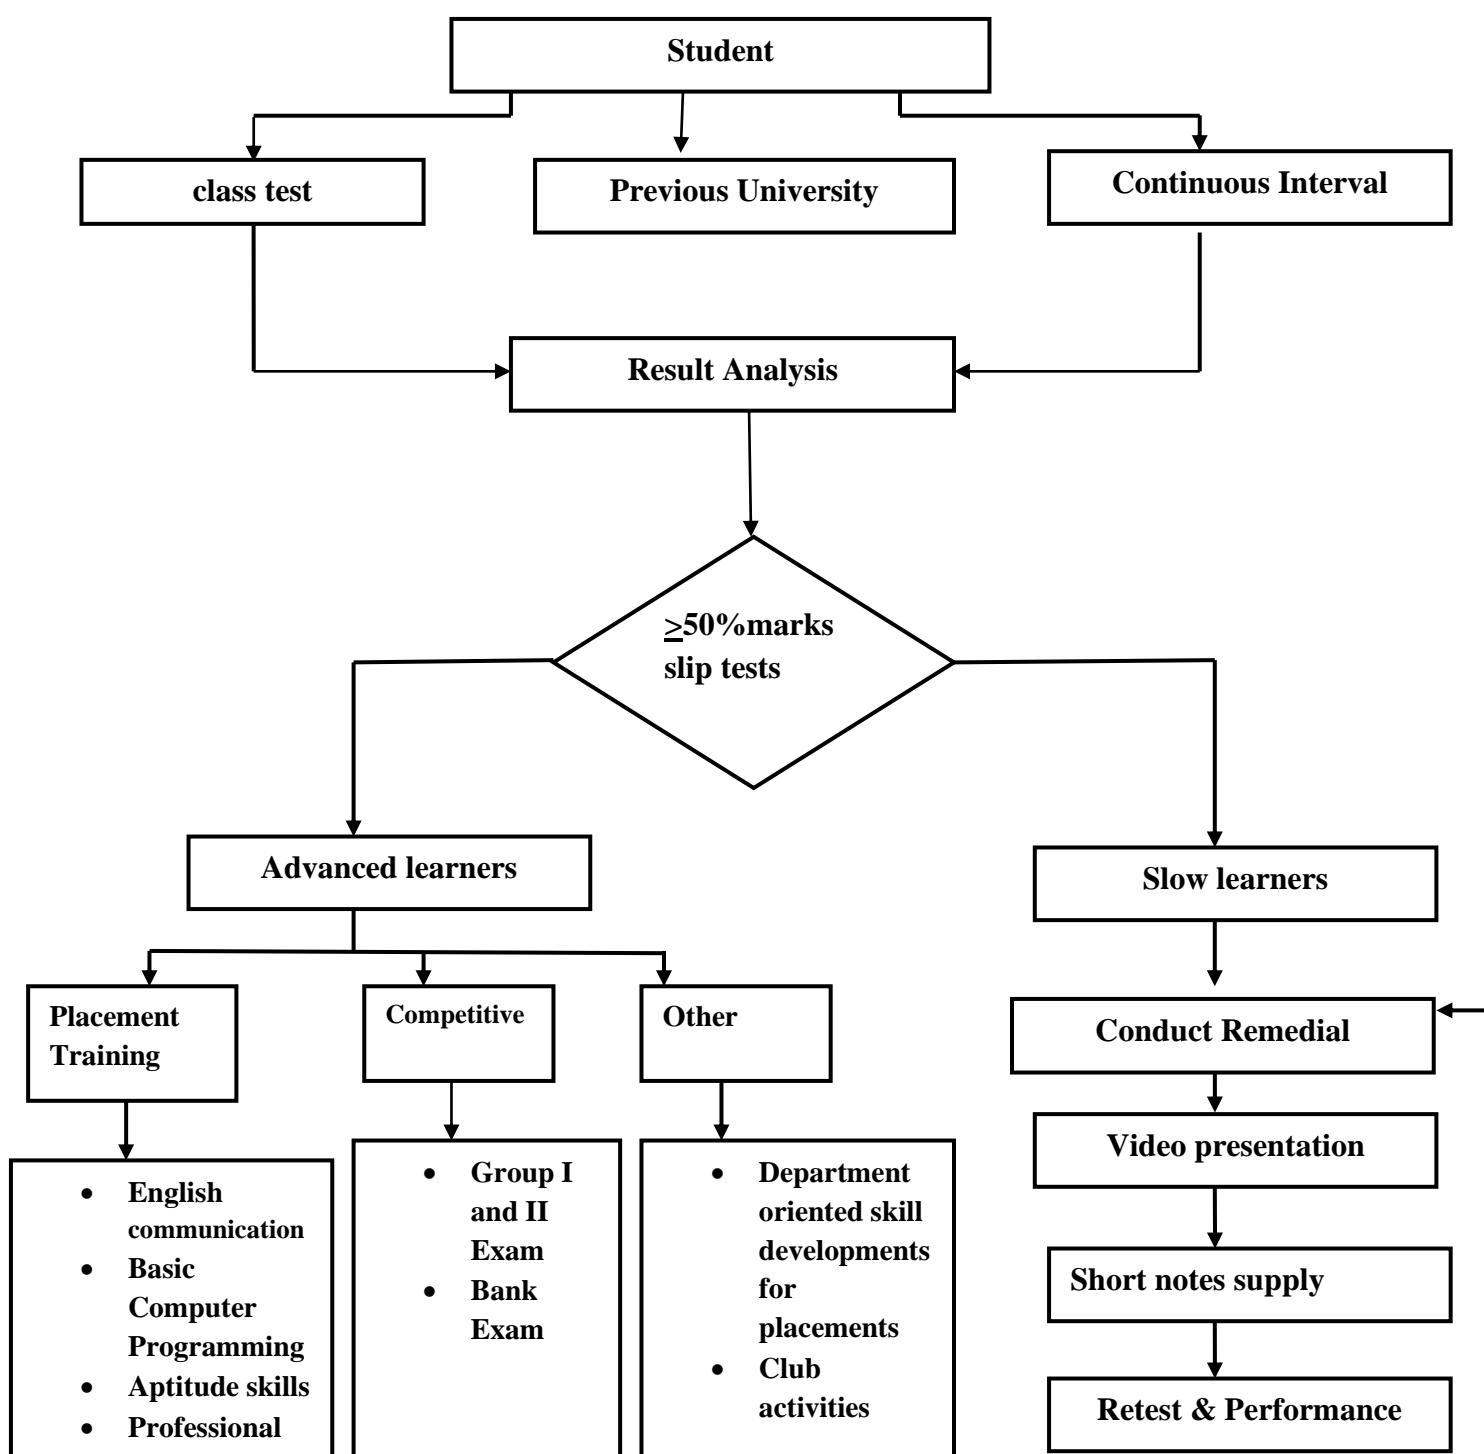 Student
class test
Previous University
Continuous Interval
Result Analysis
≥50%marks
slip tests
Advanced learners
Slow learners
Placement
Training
Competitive
Other
Conduct Remedial
Video presentation
• English
communication
• Basic
Computer
Programming
• Aptitude skills
• Professional
• Group I
and II
Exam
• Bank
Exam
• Department
oriented skill
developments
for
placements
• Club
activities
Short notes supply
Retest & Performance